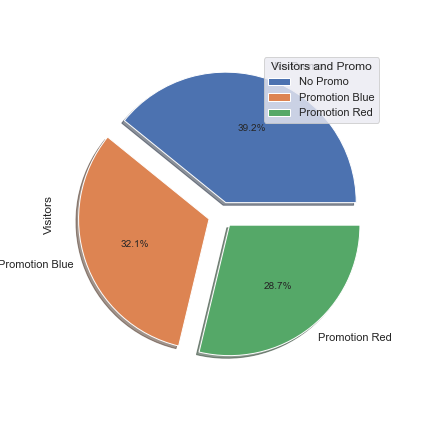 Visitors and Promo
No Promo
Promotion Blue
Promotion Red
39.2%
32.1%
28.7%
Visitors
Promotion Blue
Promotion Red